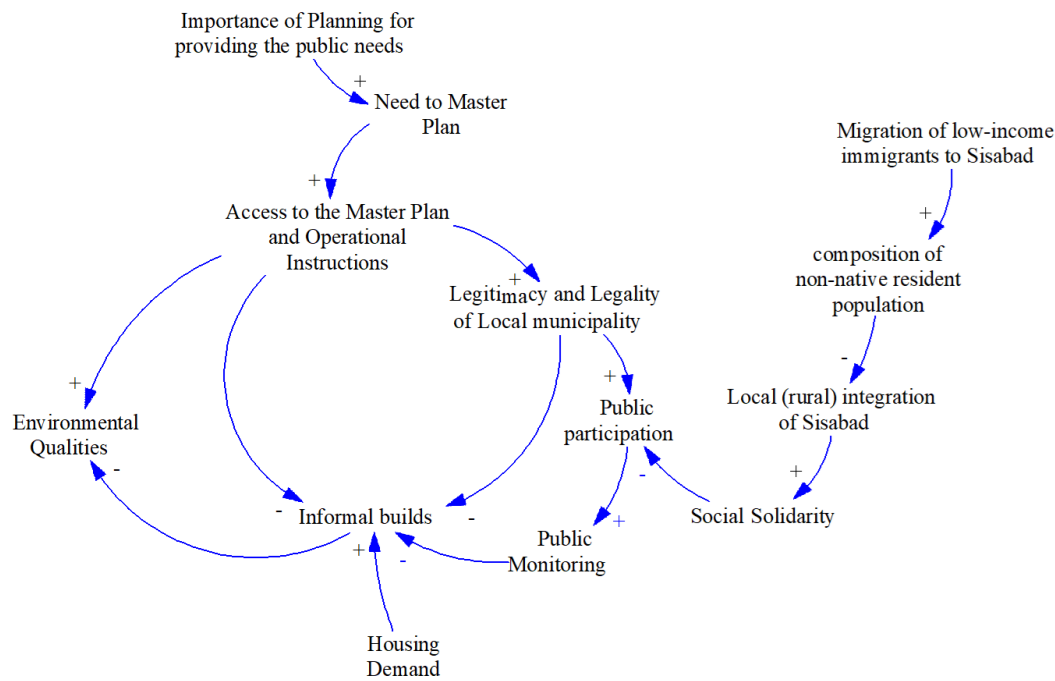 Importance of Planning for
providing the public needs
+
Need to Master
Plan
+
Access to the Master Plan
and Operational
Instructions
+
Legitimacy and Legality
of Local municipality
Migration of low-income
immigrants to Sisabad
+
composition of
non-native resident
population
-
Local (rural) integration
of Sisabad
+
Social Solidarity
-
+
Public
participation
+
Public
Monitoring
-
+
Environmental
Qualities
-
-
Informal builds
-
+
Housing
Demand